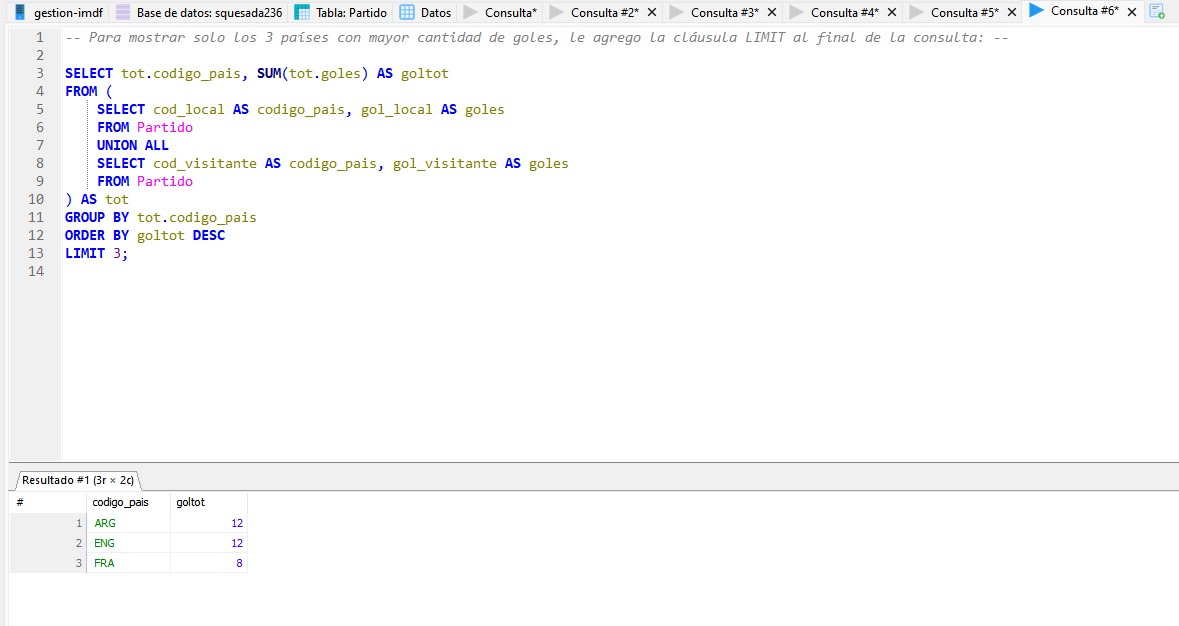 gestion-imdf Base de datos: squesada236 Tabla: Partido Datos Consulta* Consulta #2* Consulta #3* Consulta #4* Consulta #5* Consulta #6*
1 -- Para mostrar solo los 3 países con mayor cantidad de goles, le agrego la cláusula LIMIT al final de la consulta: --
2
3 SELECT tot.codigo_pais, SUM(tot.goles) AS goltot
4 FROM (
5 SELECT cod_local AS codigo_pais, gol_local AS goles
6 FROM Partido
7 UNION ALL
8 SELECT cod_visitante AS codigo_pais, gol_visitante AS goles
9 FROM Partido
10 ) AS tot
11 GROUP BY tot.codigo_pais
12 ORDER BY goltot DESC
13 LIMIT 3;
14
Resultado #1 (3r × 2c)
# codigo_pais goltot
1 ARG 12
2 ENG 12
3 FRA 8